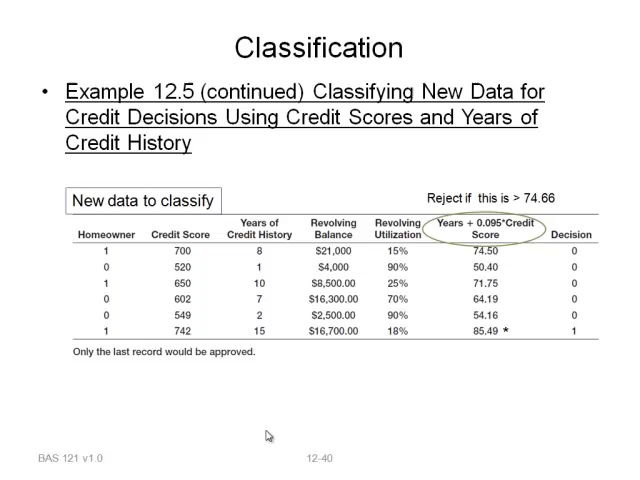 Classification
• Example 12.5 (continued) Classifying New Data for
Credit Decisions Using Credit Scores and Years of
Credit History
New data to classify
Reject if this is > 74.66
Homeowner Credit Score Years of Credit History Revolving Balance Revolving Utilization Years + 0.095*Credit Score Decision
1 700 8 $21,000 15% 74.50 0
0 520 1 $4,000 90% 50.40 0
1 650 10 $8,500.00 25% 71.75 0
0 602 7 $16,300.00 70% 64.19 0
0 549 2 $2,500.00 90% 54.16 0
1 742 15 $16,700.00 18% 85.49 * 1
Only the last record would be approved.
BAS 121 v1.0 12-40